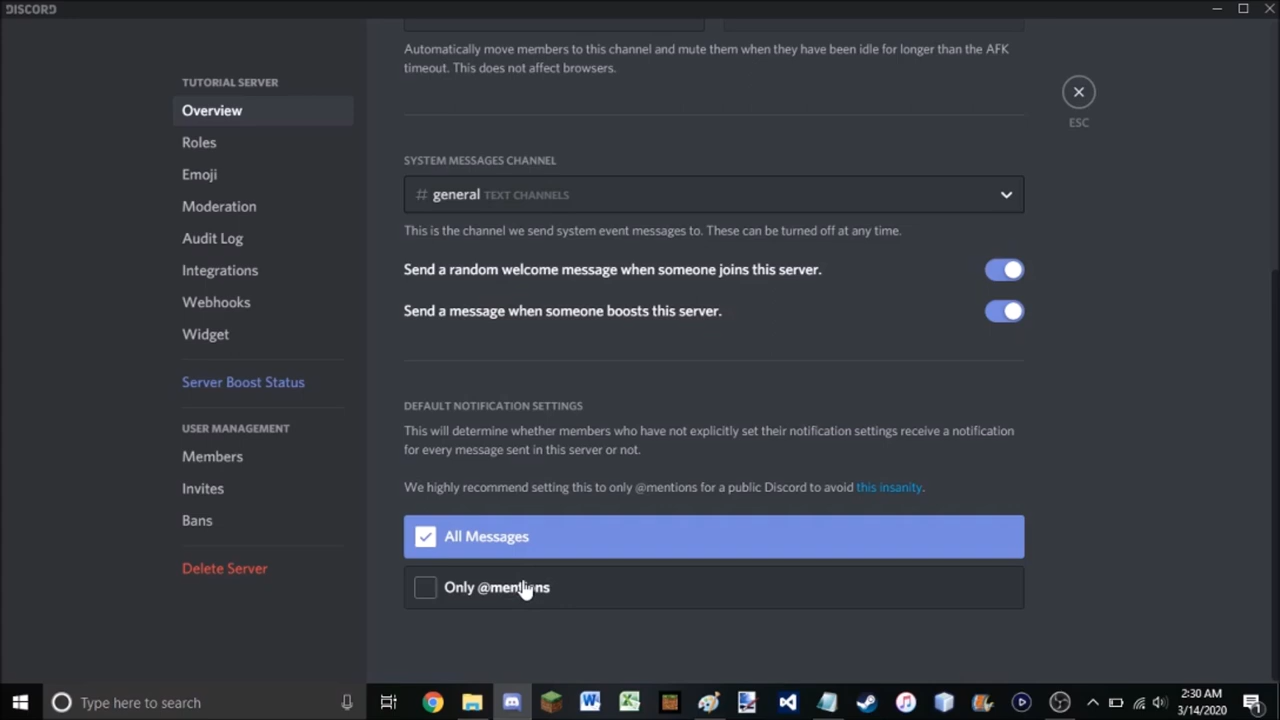 DISCORD
Automatically move members to this channel and mute them when they have been idle for longer than the AFK
timeout. This does not affect browsers.
TUTORIAL SERVER
Overview
Roles
Emoji
Moderation
Audit Log
Integrations
Webhooks
Widget
Server Boost Status
USER MANAGEMENT
Members
Invites
Bans
Delete Server
ESC
SYSTEM MESSAGES CHANNEL
# general TEXT CHANNELS
This is the channel we send system event messages to. These can be turned off at any time.
Send a random welcome message when someone joins this server.
Send a message when someone boosts this server.
DEFAULT NOTIFICATION SETTINGS
This will determine whether members who have not explicitly set their notification settings receive a notification
for every message sent in this server or not.
We highly recommend setting this to only @mentions for a public Discord to avoid this insanity.
All Messages
Only @mentions
Type here to search
2:30 AM
3/14/2020
1